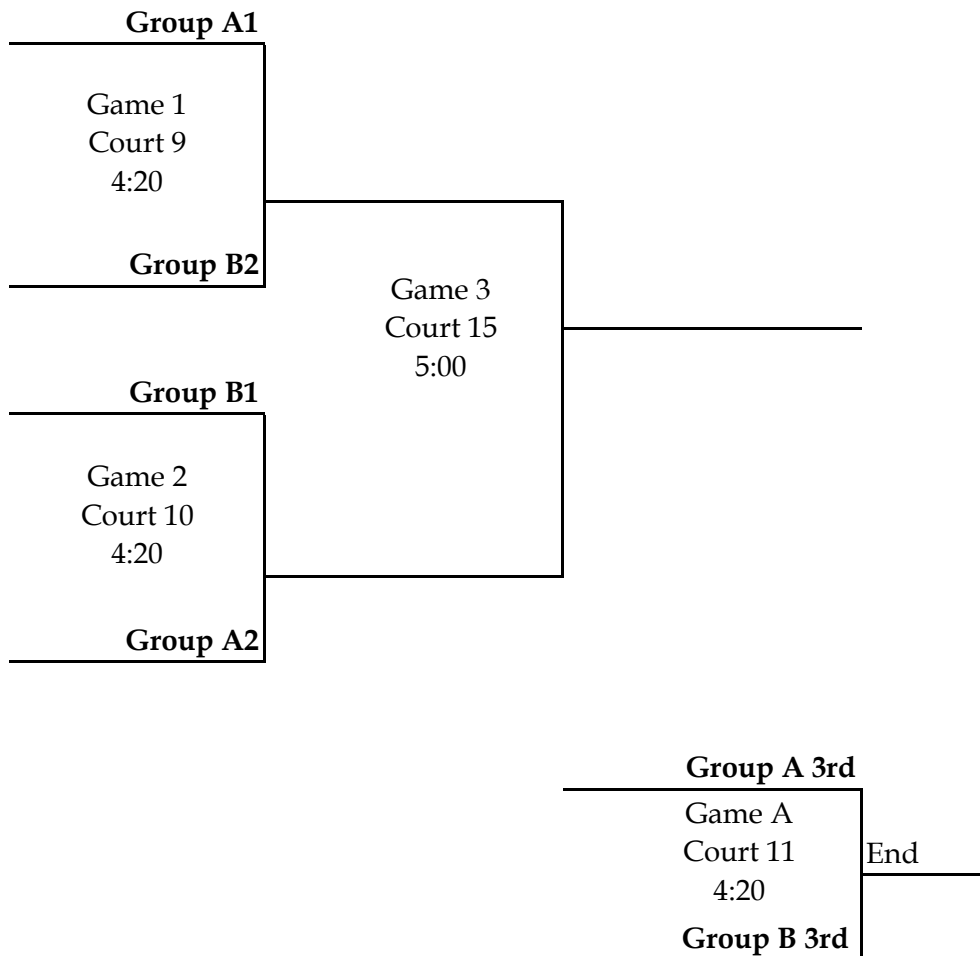 Group A1
Game 1
Court 9
4:20
Group B2
Game 3
Court 15
5:00
Group B1
Game 2
Court 10
4:20
Group A2
Group A 3rd
Game A
Court 11
End
4:20
Group B 3rd